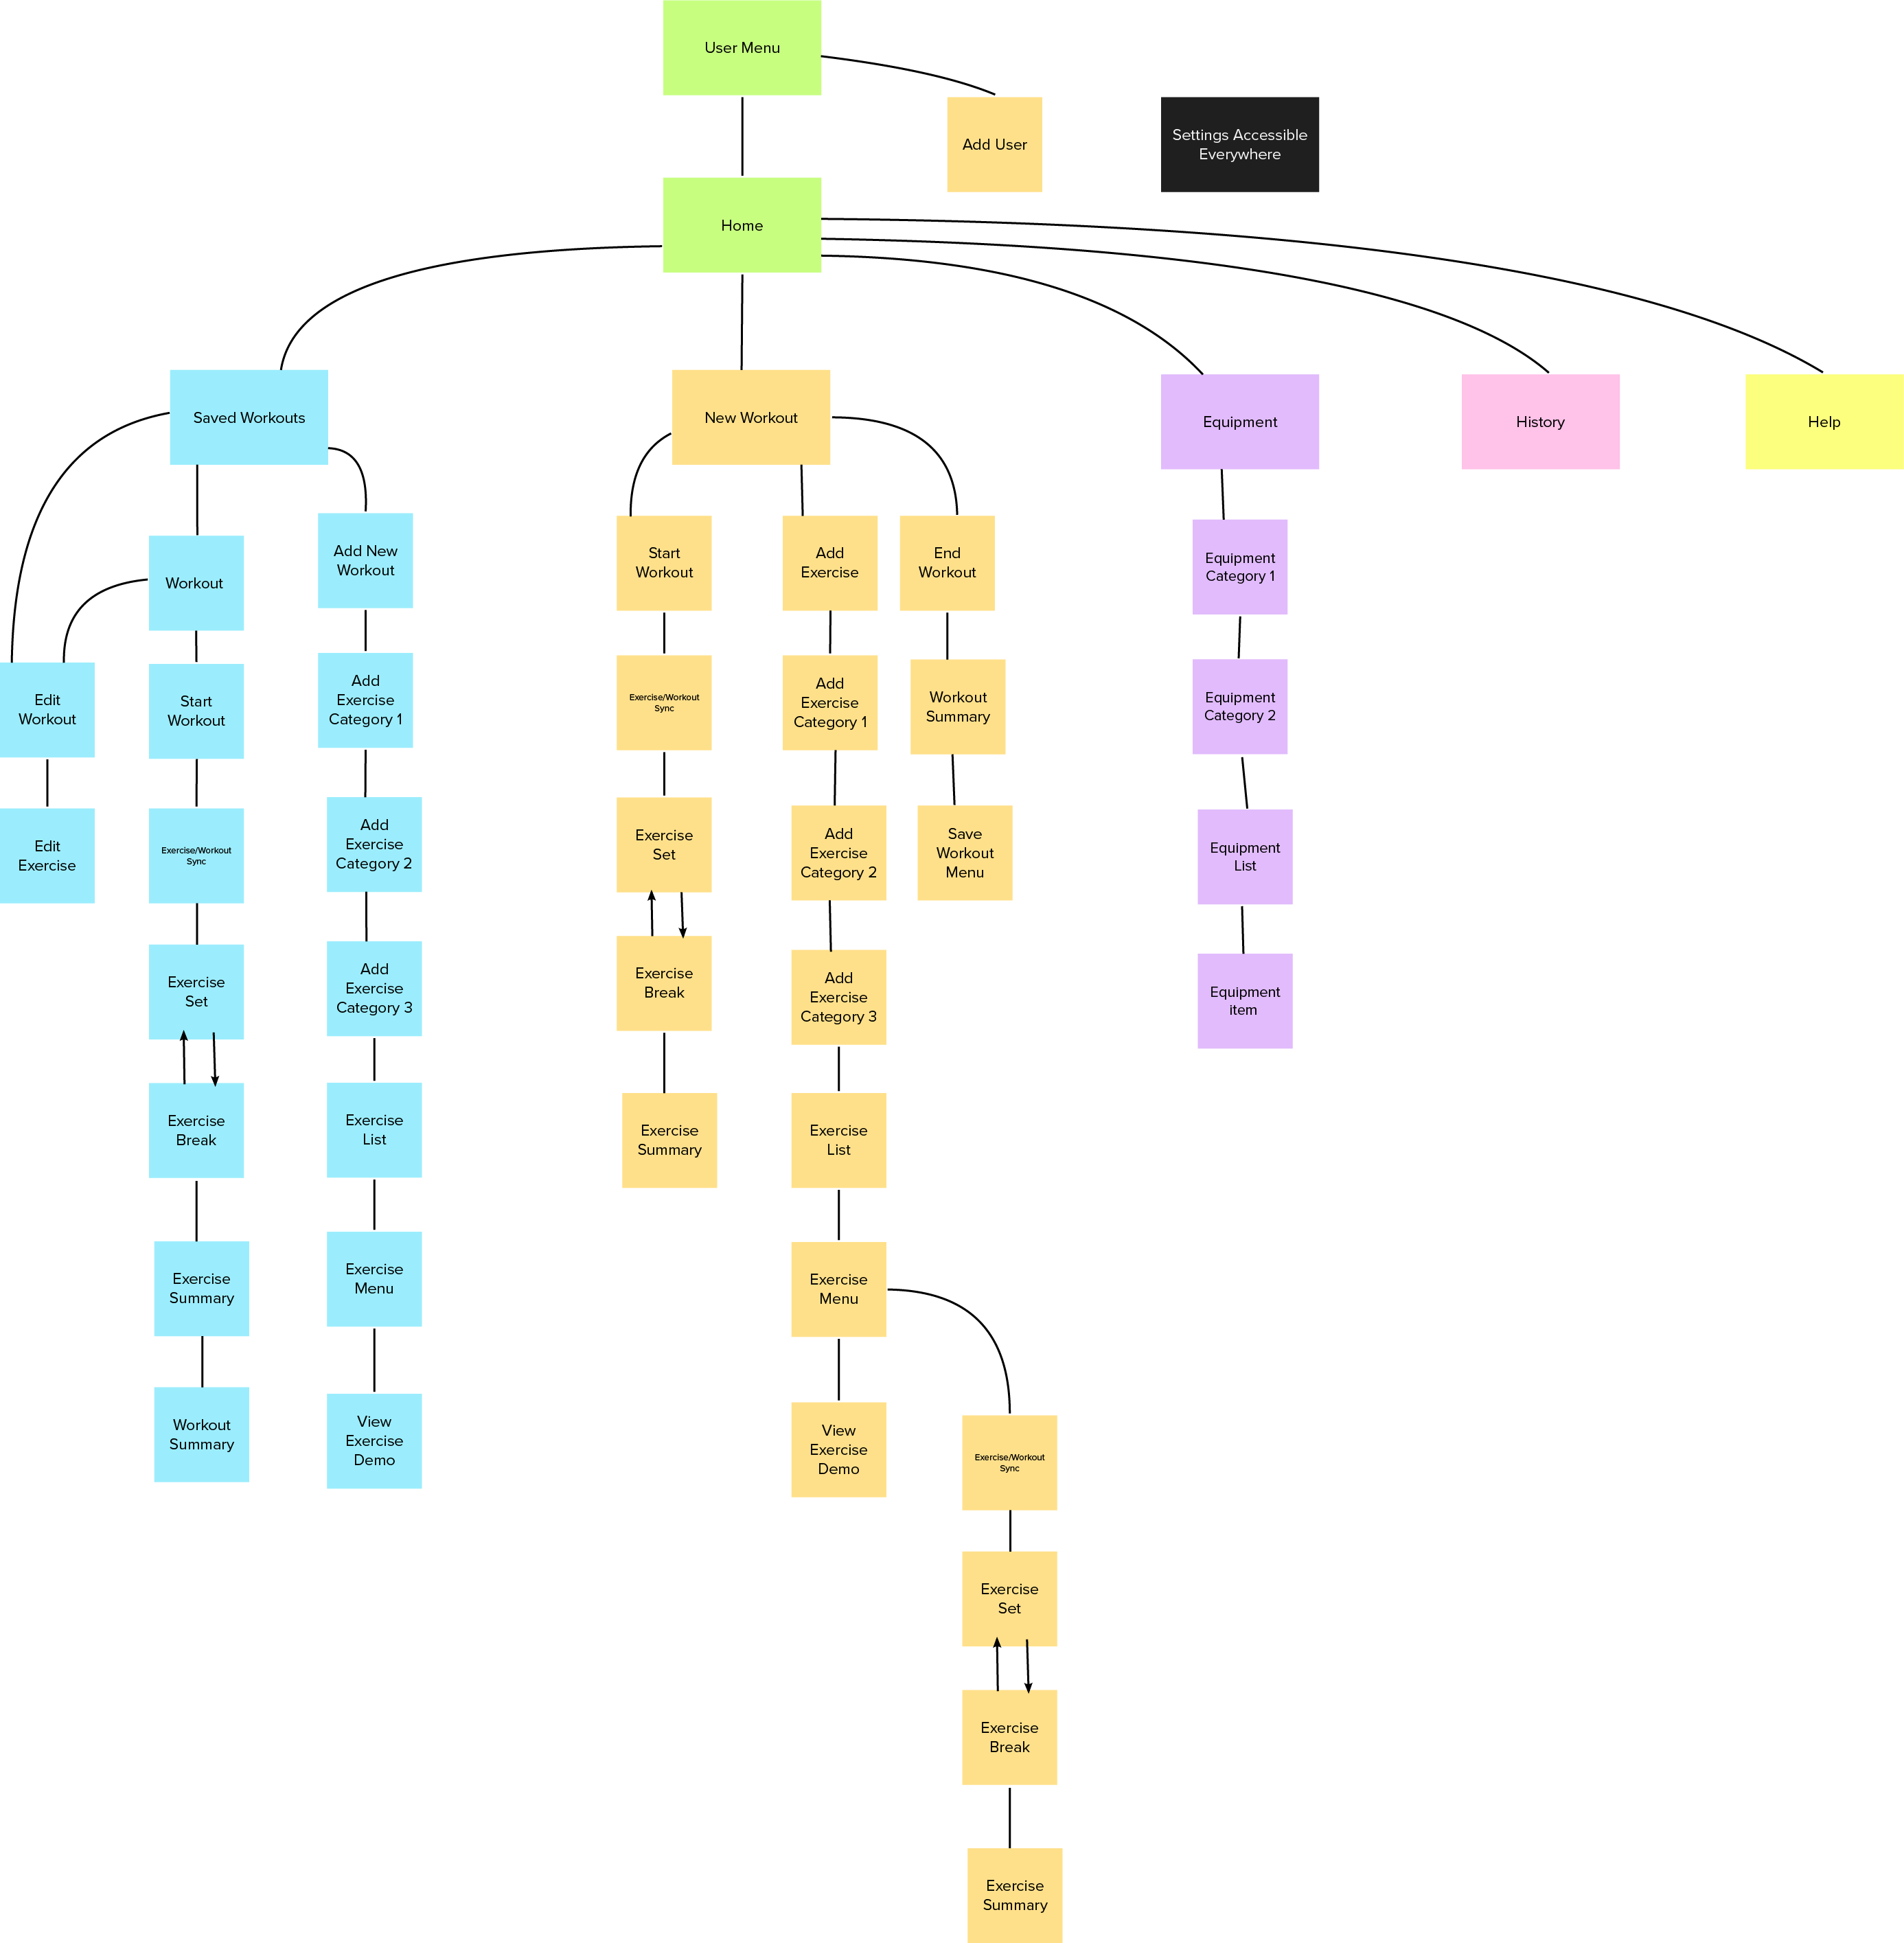 User Menu
Add User
Settings Accessible
Everywhere
Home
Saved Workouts
New Workout
Equipment
History
Help
Add New
Workout
Workout
Start
Workout
Add
Exercise
End
Workout
Equipment
Category 1
Edit
Workout
Start
Workout
Add
Exercise
Category 1
Exercise/Workout
Sync
Add
Exercise
Category 1
Workout
Summary
Equipment
Category 2
Edit
Exercise
Exercise/Workout
Sync
Add
Exercise
Category 2
Exercise
Set
Add
Exercise
Category 2
Save
Workout
Menu
Equipment
List
Exercise
Set
Add
Exercise
Category 3
Exercise
Break
Add
Exercise
Category 3
Equipment
item
Exercise
Break
Exercise
List
Exercise
Summary
Exercise
List
Exercise
Summary
Exercise
Menu
Exercise
Menu
Workout
Summary
View
Exercise
Demo
View
Exercise
Demo
Exercise/Workout
Sync
Exercise
Set
Exercise
Break
Exercise
Summary